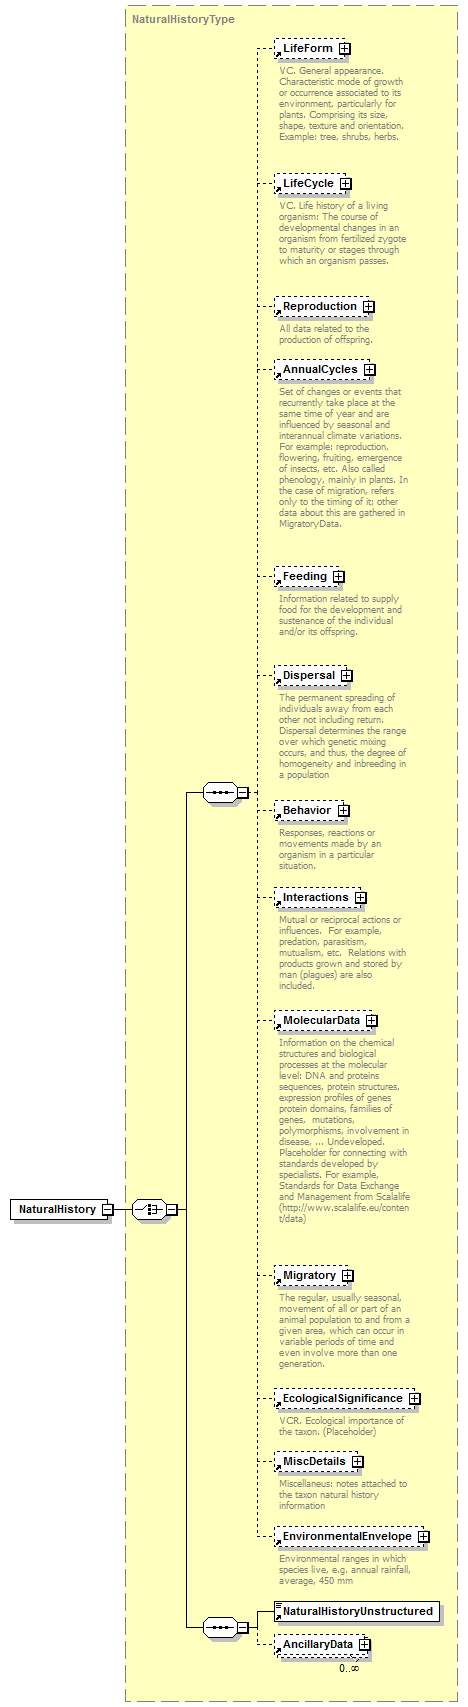 NaturalHistoryType
LifeForm
VC. General appearance.
Characteristic mode of growth
or occurrence associated to its
environment, particularly for
plants. Comprising its size,
shape, texture and orientation.
Example: tree, shrubs, herbs.
LifeCycle
VC. Life history of a living
organism: The course of
developmental changes in an
organism from fertilized zygote
to maturity or stages through
which an organism passes.
Reproduction
All data related to the
production of offspring.
AnnualCycles
Set of changes or events that
recurrently take place at the
same time of year and are
influenced by seasonal and
interannual climate variations.
For example: reproduction,
flowering, fruiting, emergence
of insects, etc. Also called
phenology, mainly in plants. In
the case of migration, refers
only to the timing of it; other
data about this are gathered in
MigratoryData.
Feeding
Information related to supply
food for the development and
sustenance of the individual
and/or its offspring.
Dispersal
The permanent spreading of
individuals away from each
other not including return.
Dispersal determines the range
over which genetic mixing
occurs, and thus, the degree of
homogeneity and inbreeding in
a population
Behavior
Responses, reactions or
movements made by an
organism in a particular
situation.
Interactions
Mutual or reciprocal actions or
influences.  For example,
predation, parasitism,
mutualism, etc.  Relations with
products grown and stored by
man (plagues) are also
included.
MolecularData
Information on the chemical
structures and biological
processes at the molecular
level: DNA and proteins
sequences, protein structures,
expression profiles of genes
protein domains, families of
genes,  mutations,
polymorphisms, involvement in
disease, ... Undeveloped.
Placeholder for connecting with
standards developed by
specialists. For example,
Standards for Data Exchange
and Management from Scalalife
(http://www.scalalife.eu/conten
t/data)
NaturalHistory
Migratory
The regular, usually seasonal,
movement of all or part of an
animal population to and from a
given area, which can occur in
variable periods of time and
even involve more than one
generation.
EcologicalSignificance
VCR. Ecological importance of
the taxon. (Placeholder)
MiscDetails
Miscellaneus: notes attached to
the taxon natural history
information
EnvironmentalEnvelope
Environmental ranges in which
species live, e.g. annual rainfall,
average, 450 mm
NaturalHistoryUnstructured
AncillaryData
0..∞